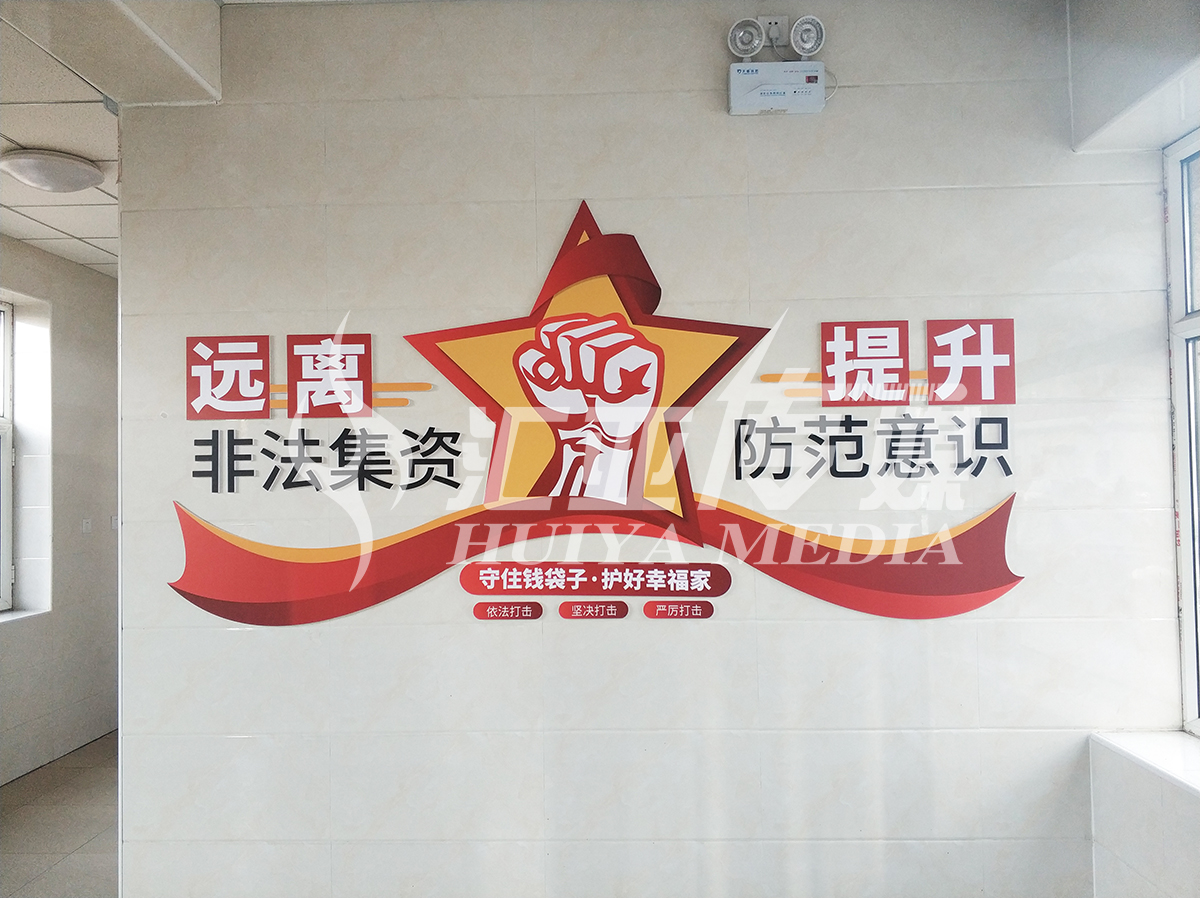 远离
非法集资
提升
防范意识
汇业传媒
HUIYA MEDIA
守住钱袋子·护好幸福家
依法打击 坚决打击 严厉打击